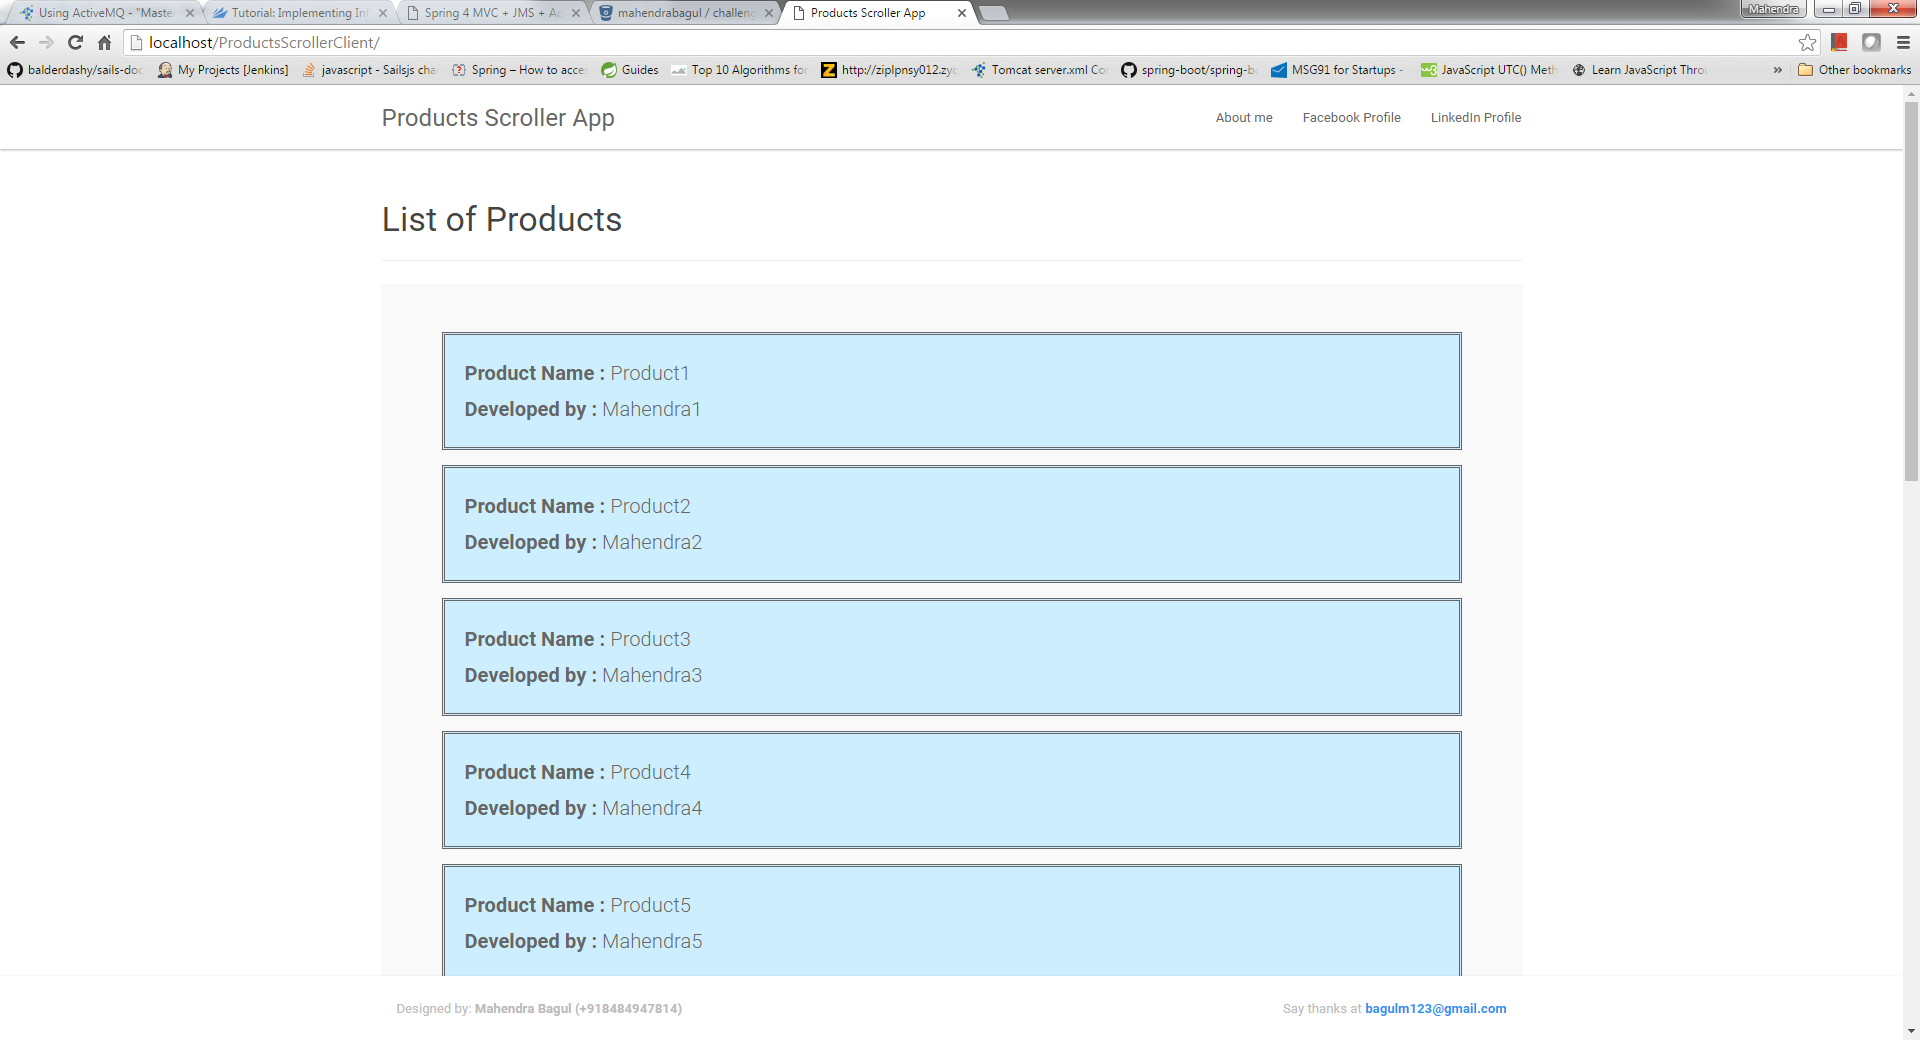 Using ActiveMQ - "Maste
Tutorial: Implementing Inf
Spring 4 MVC + JMS + Ac
mahendrabagul / challeng
Products Scroller App
Mahendra
localhost/ProductsScrollerClient/
balderdashy/sails-doc
My Projects [Jenkins]
javascript - Sailsjs cha
Spring – How to acces
Guides
Top 10 Algorithms for
http://ziplpnsy012.zyc
Tomcat server.xml Co
spring-boot/spring-b
MSG91 for Startups -
JavaScript UTC() Meth
Learn JavaScript Thro
»
Other bookmarks
Products Scroller App
About me
Facebook Profile
LinkedIn Profile
List of Products
Product Name : Product1
Developed by : Mahendra1
Product Name : Product2
Developed by : Mahendra2
Product Name : Product3
Developed by : Mahendra3
Product Name : Product4
Developed by : Mahendra4
Product Name : Product5
Developed by : Mahendra5
Designed by: Mahendra Bagul (+918484947814)
Say thanks at bagulm123@gmail.com